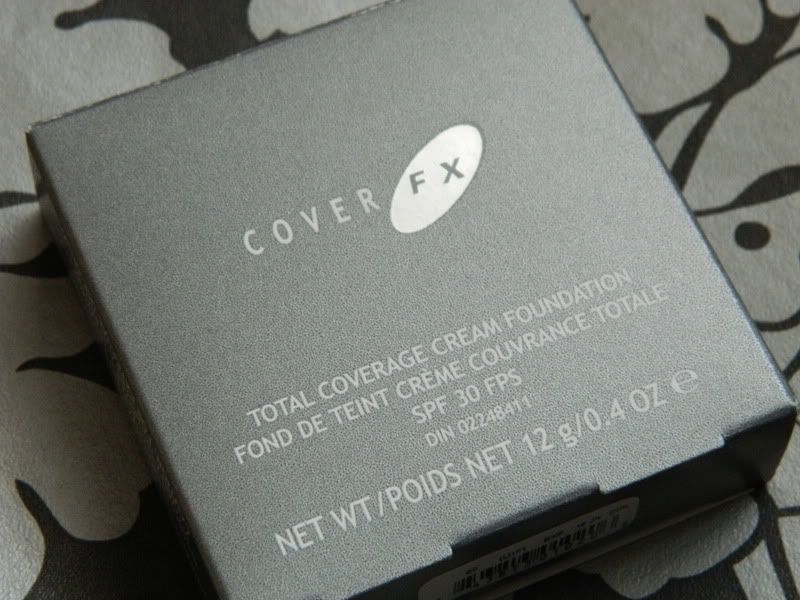 COVER FX
TOTAL COVERAGE CREAM FOUNDATION
FOND DE TEINT CRÈME COUVRANCE TOTALE
SPF 30 FPS
DIN 02248411
NET WT/POIDS NET 12 g/0.4 OZ ℮